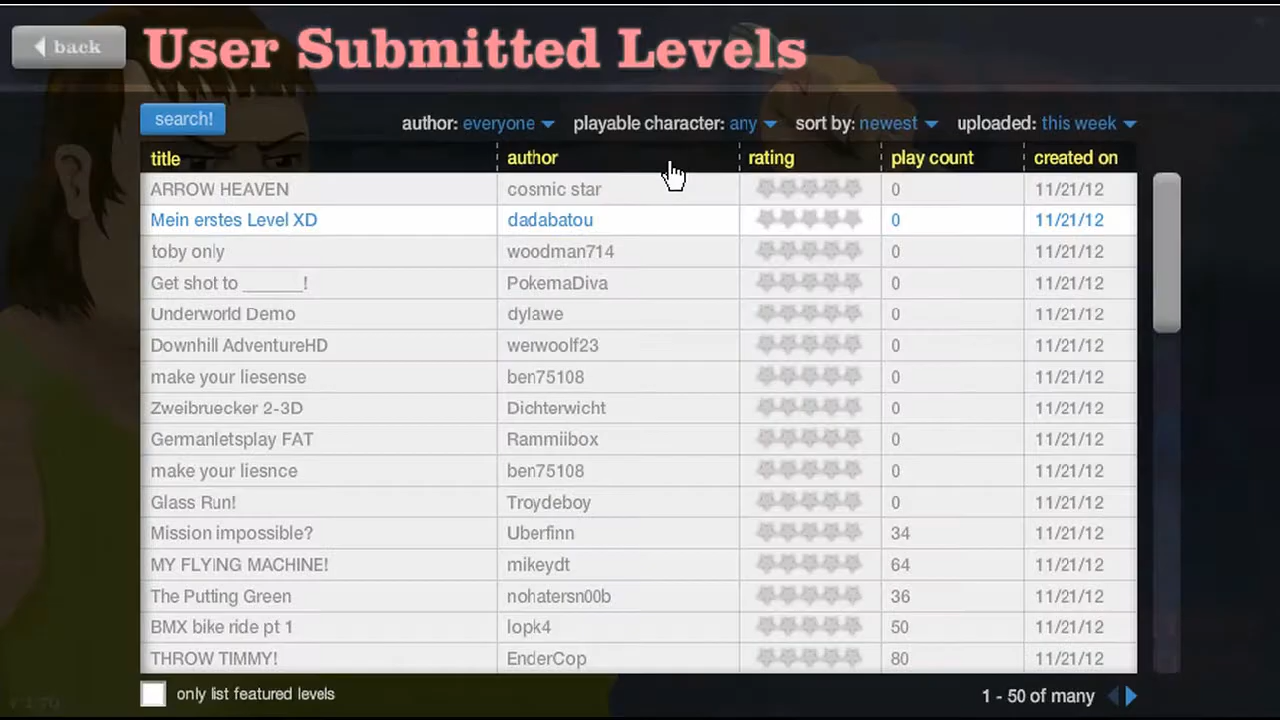 back
User Submitted Levels
search! author: everyone playable character: any sort by: newest uploaded: this week
title author rating play count created on
ARROW HEAVEN cosmic star 0 11/21/12
Mein erstes Level XD dadabatou 0 11/21/12
toby only woodman714 0 11/21/12
Get shot to ______! PokemaDiva 0 11/21/12
Underworld Demo dylawe 0 11/21/12
Downhill AdventureHD werwoolf23 0 11/21/12
make your liesense ben75108 0 11/21/12
Zweibruecker 2-3D Dichterwicht 0 11/21/12
Germanletsplay FAT Rammiibox 0 11/21/12
make your liesnce ben75108 0 11/21/12
Glass Run! Troydeboy 0 11/21/12
Mission impossible? Uberfinn 34 11/21/12
MY FLYING MACHINE! mikeydt 64 11/21/12
The Putting Green nohatersn00b 36 11/21/12
BMX bike ride pt 1 lopk4 50 11/21/12
THROW TIMMY! EnderCop 80 11/21/12
only list featured levels 1 - 50 of many